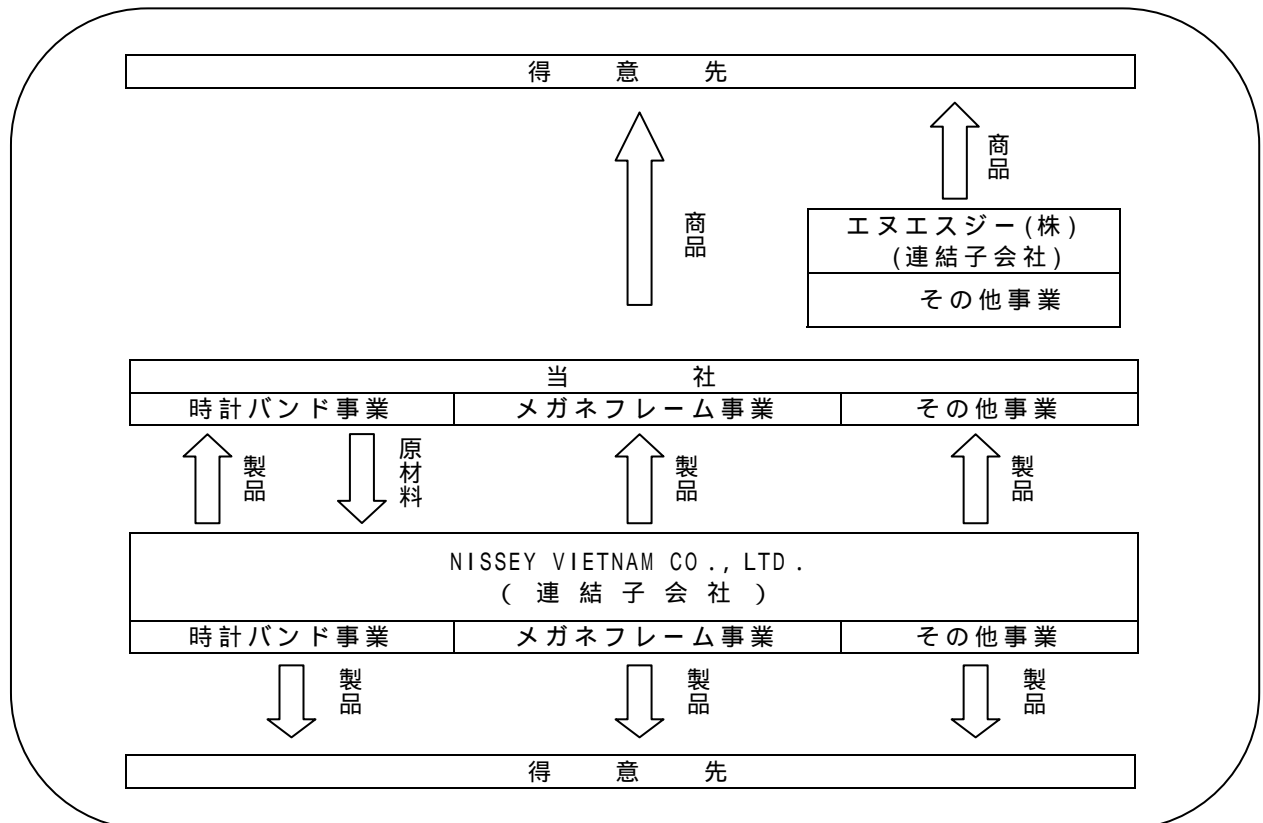 得意先
商品
商品
エヌエスジー(株)
(連結子会社)
その他事業
当社
時計バンド事業 メガネフレーム事業 その他事業
製品 原材料 製品 製品
NISSEY VIETNAM CO., LTD.
(連結子会社)
時計バンド事業 メガネフレーム事業 その他事業
製品 製品 製品
得意先